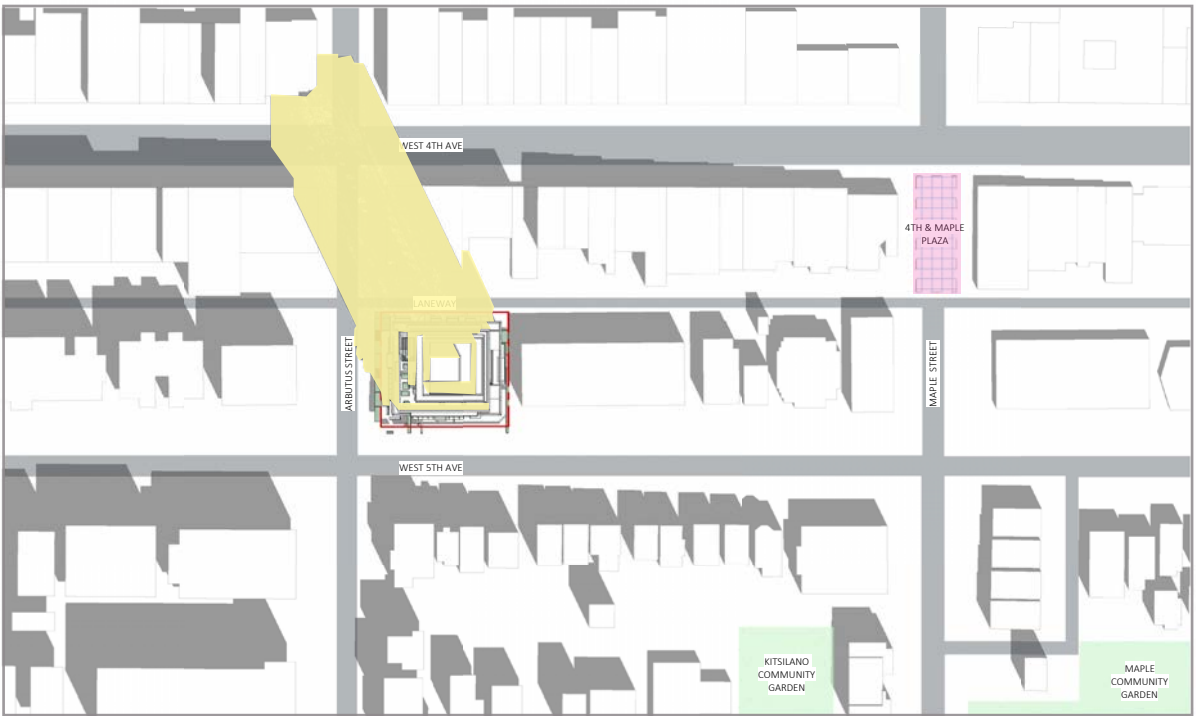 WEST 4TH AVE
4TH & MAPLE
PLAZA
LANEWAY
ARBUTUS STREET
MAPLE STREET
WEST 5TH AVE
KITSILANO
COMMUNITY
GARDEN
MAPLE
COMMUNITY
GARDEN